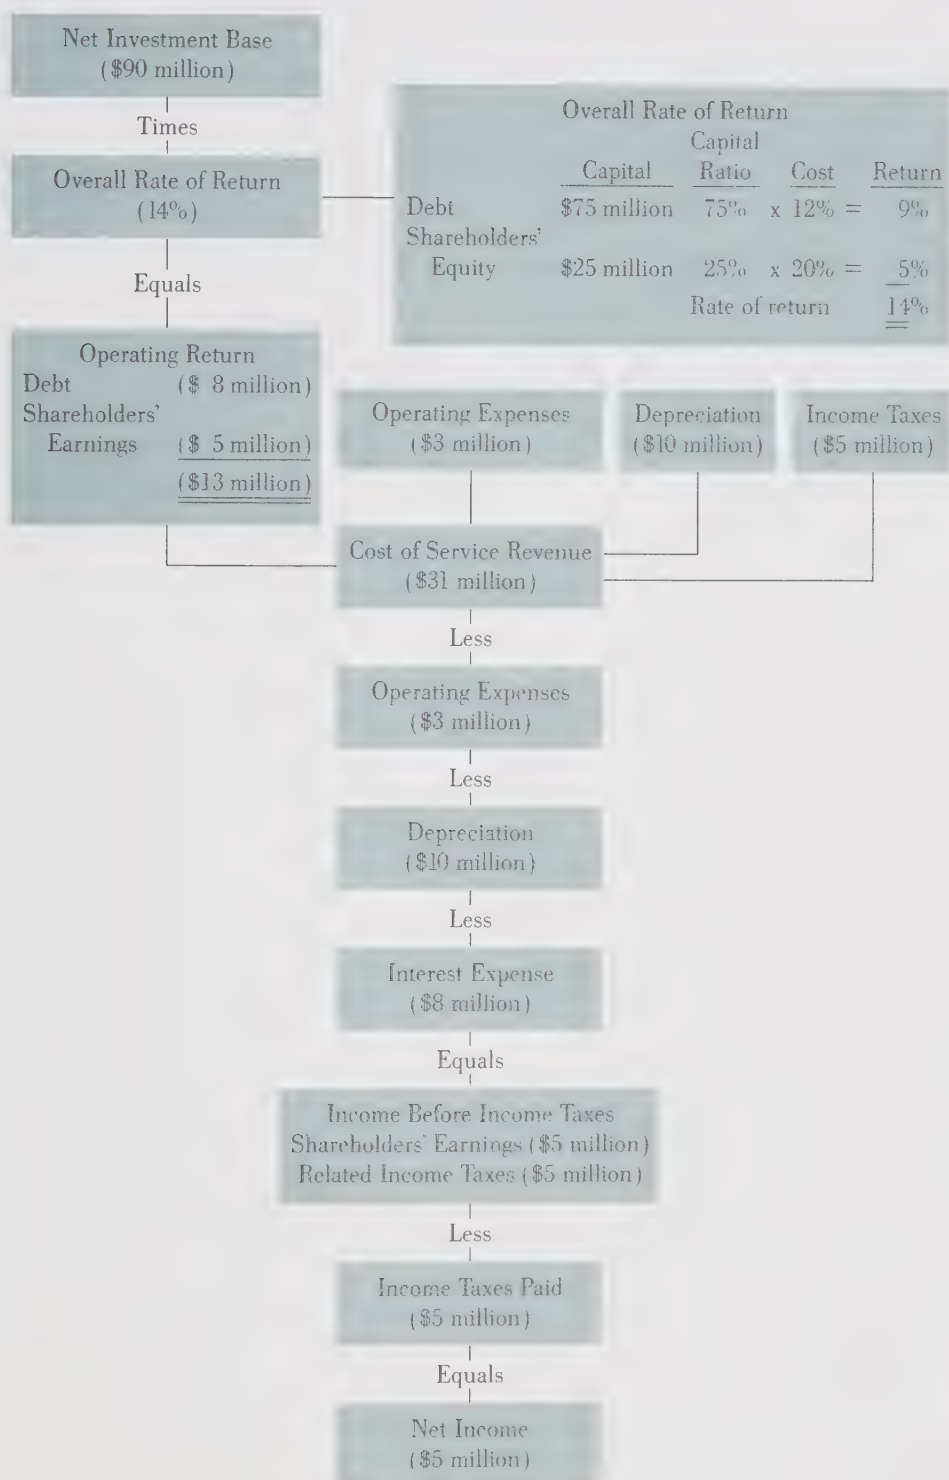 Net Investment Base
($90 million)
Times
Overall Rate of Return
(14%)
Equals
Overall Rate of Return
Capital
Capital Ratio Cost Return
Debt $75 million 75% x 12% = 9%
Shareholders'
Equity $25 million 25% x 20% = 5%
Rate of return 14%
Operating Return
Debt ($ 8 million)
Shareholders'
Earnings ($ 5 million)
($13 million)
Operating Expenses
($3 million)
Depreciation
($10 million)
Income Taxes
($5 million)
Cost of Service Revenue
($31 million)
Less
Operating Expenses
($3 million)
Less
Depreciation
($10 million)
Less
Interest Expense
($8 million)
Equals
Income Before Income Taxes
Shareholders' Earnings ($5 million)
Related Income Taxes ($5 million)
Less
Income Taxes Paid
($5 million)
Equals
Net Income
($5 million)